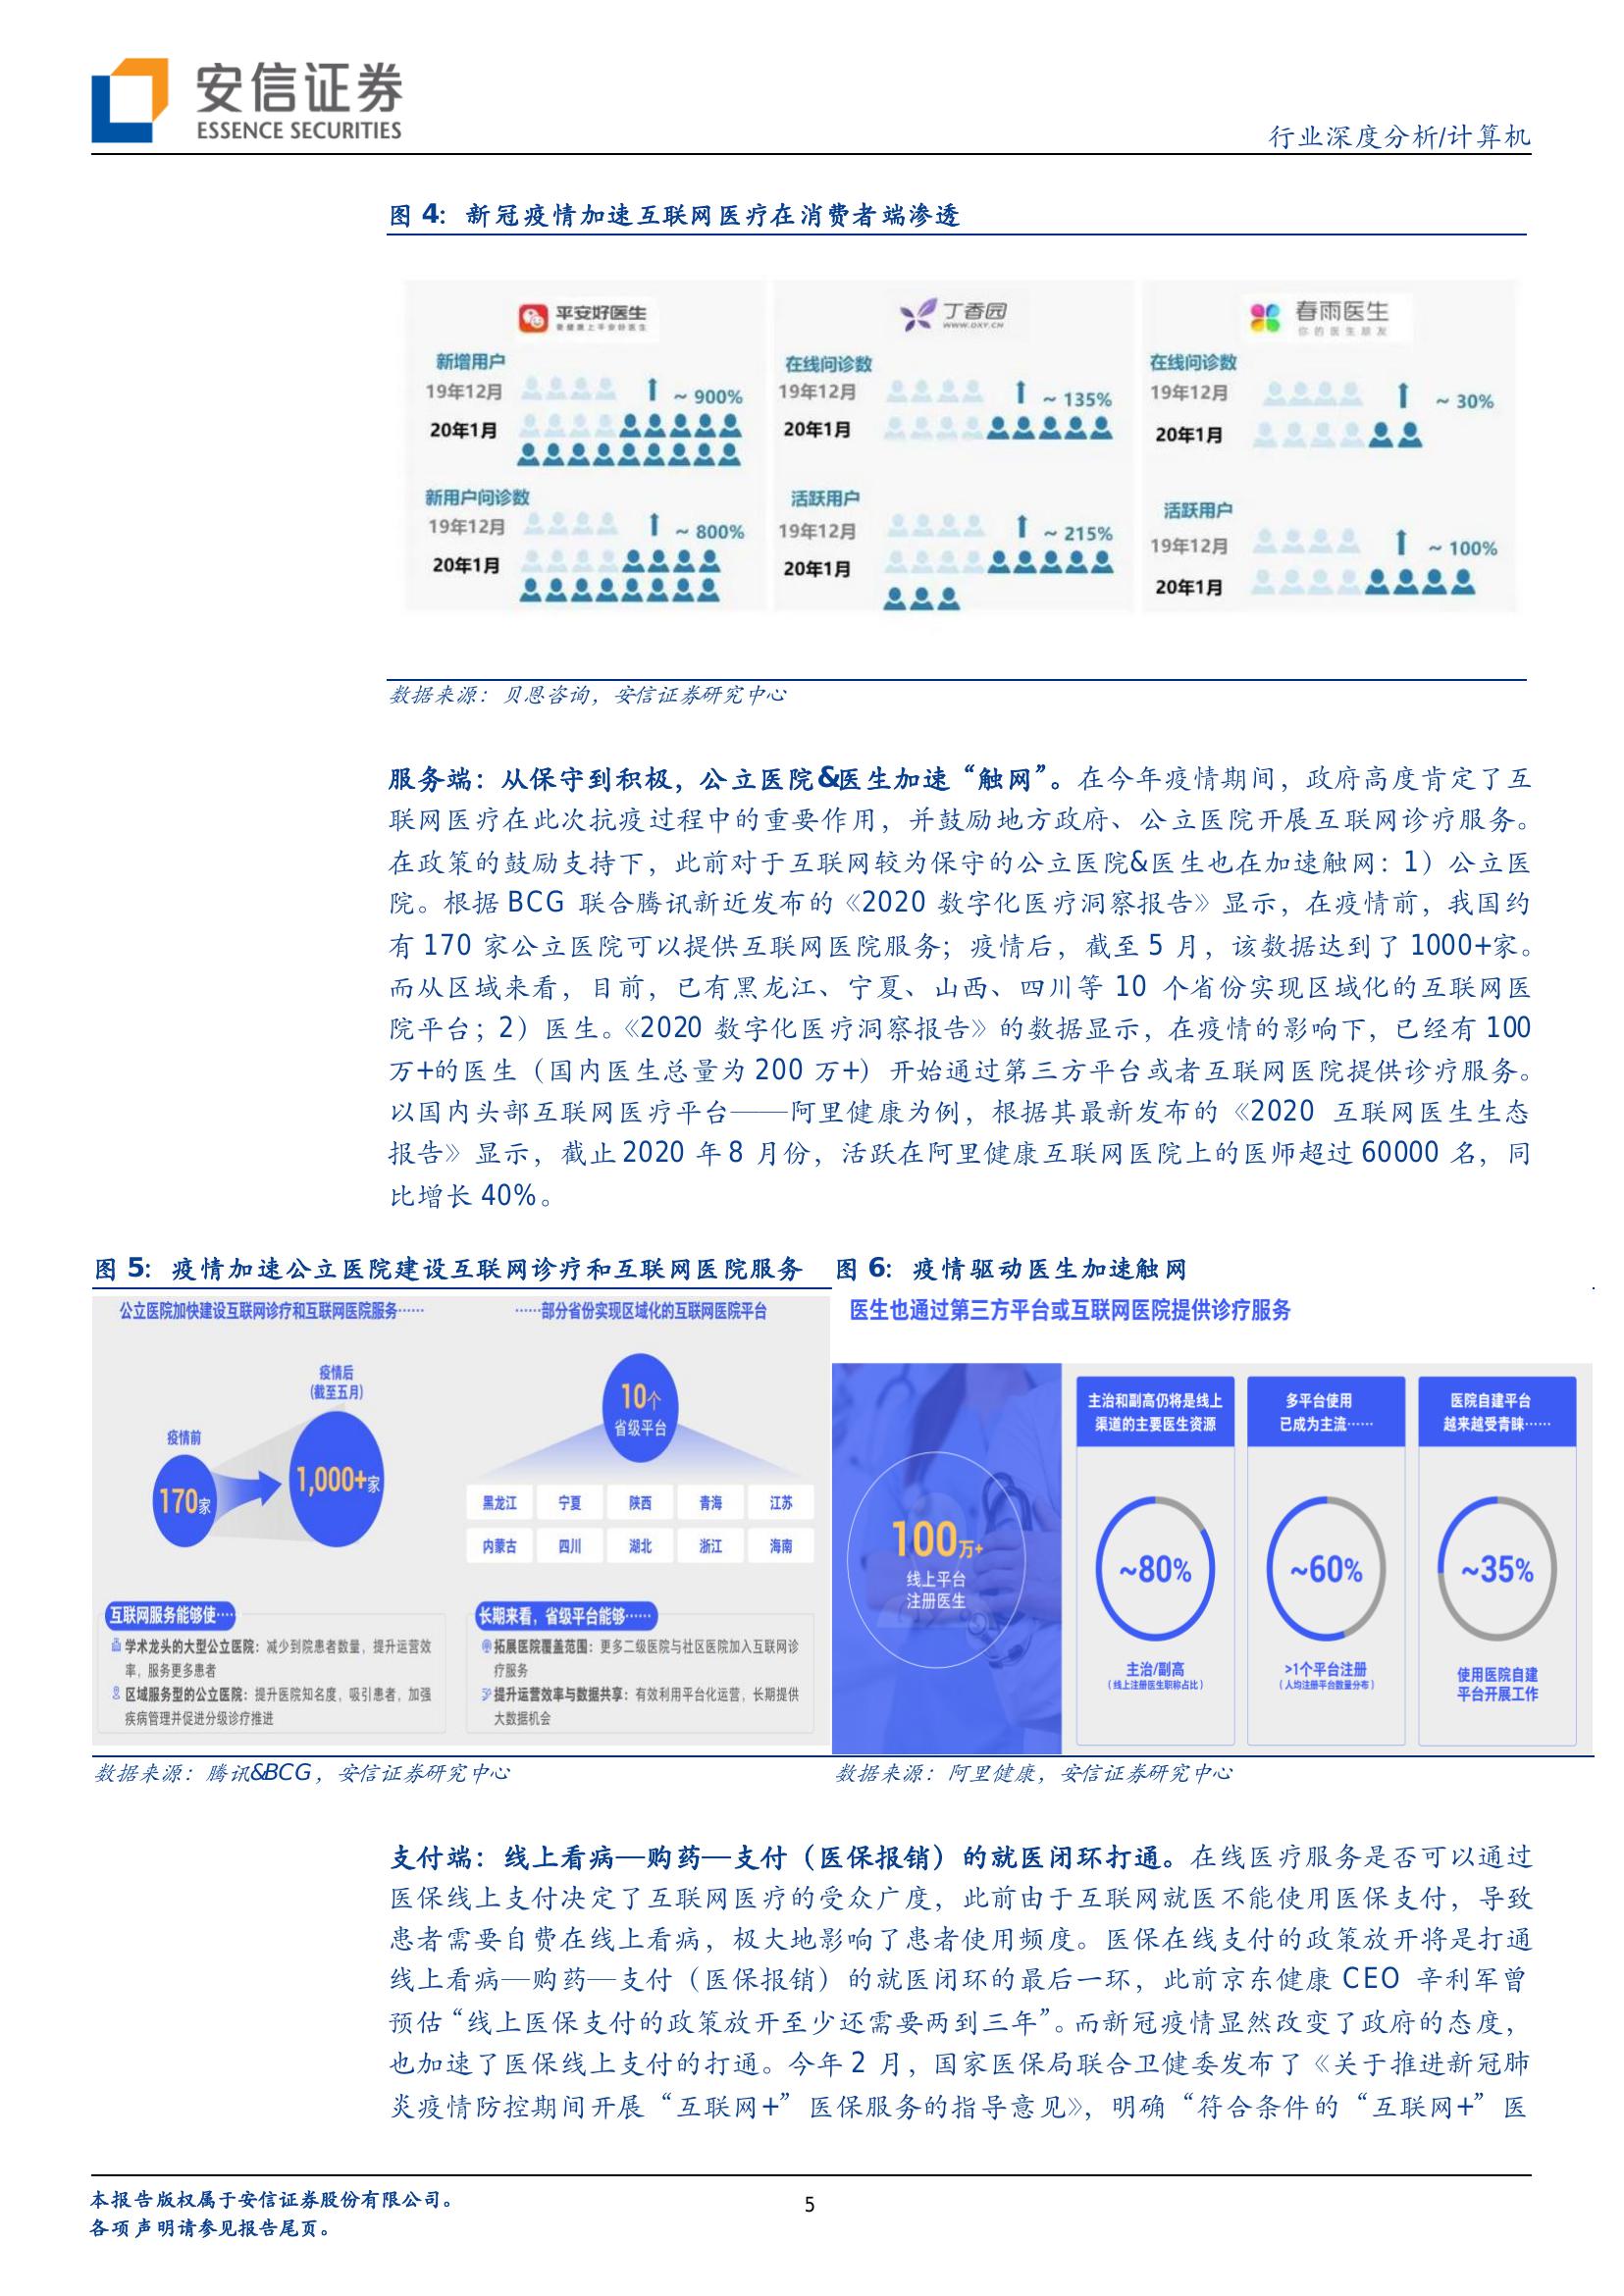 安信证券
ESSENCE SECURITIES
行业深度分析/计算机
图 4：新冠疫情加速互联网医疗在消费者端渗透
平安好医生
丁香园
WWW.DXY.CN
春雨医生
你的医生朋友
新增用户
19年12月
~ 900%
20年1月
新用户问诊数
19年12月
~ 800%
20年1月
在线问诊数
19年12月
~ 135%
20年1月
活跃用户
19年12月
~ 215%
20年1月
在线问诊数
19年12月
~ 30%
20年1月
活跃用户
19年12月
~ 100%
20年1月
数据来源：贝恩咨询，安信证券研究中心
服务端：从保守到积极，公立医院&医生加速“触网”。在今年疫情期间，政府高度肯定了互
联网医疗在此次抗疫过程中的重要作用，并鼓励地方政府、公立医院开展互联网诊疗服务。
在政策的鼓励支持下，此前对于互联网较为保守的公立医院&医生也在加速触网：1）公立医
院。根据 BCG 联合腾讯新近发布的《2020 数字化医疗洞察报告》显示，在疫情前，我国约
有 170 家公立医院可以提供互联网医院服务；疫情后，截至 5 月，该数据达到了 1000+家。
而从区域来看，目前，已有黑龙江、宁夏、山西、四川等 10 个省份实现区域化的互联网医
院平台；2）医生。《2020 数字化医疗洞察报告》的数据显示，在疫情的影响下，已经有 100
万+的医生（国内医生总量为 200 万+）开始通过第三方平台或者互联网医院提供诊疗服务。
以国内头部互联网医疗平台——阿里健康为例，根据其最新发布的《2020 互联网医生生态
报告》显示，截止 2020 年 8 月份，活跃在阿里健康互联网医院上的医师超过 60000 名，同
比增长 40%。
图 5：疫情加速公立医院建设互联网诊疗和互联网医院服务
公立医院加快建设互联网诊疗和互联网医院服务……
……部分省份实现区域化的互联网医院平台
疫情后
（截至五月）
疫情前
170家
1,000+家
10个
省级平台
黑龙江 宁夏 陕西 青海 江苏
内蒙古 四川 湖北 浙江 海南
互联网服务能够使……
学术龙头的大型公立医院：减少到院患者数量，提升运营效
率，服务更多患者
区域服务型的公立医院：提升医院知名度，吸引患者，加强
疾病管理并促进分级诊疗推进
长期来看，省级平台能够……
拓展医院覆盖范围：更多二级医院与社区医院加入互联网诊
疗服务
提升运营效率与数据共享：有效利用平台化运营，长期提供
大数据机会
数据来源：腾讯&BCG，安信证券研究中心
图 6：疫情驱动医生加速触网
医生也通过第三方平台或互联网医院提供诊疗服务
100万+
线上平台
注册医生
主治和副高仍将是线上
渠道的主要医生资源
~80%
主治/副高
（线上注册医生职称占比）
多平台使用
已成为主流……
~60%
>1个平台注册
（人均注册平台数量分布）
医院自建平台
越来越受青睐……
~35%
使用医院自建
平台开展工作
数据来源：阿里健康，安信证券研究中心
支付端：线上看病—购药—支付（医保报销）的就医闭环打通。在线医疗服务是否可以通过
医保线上支付决定了互联网医疗的受众广度，此前由于互联网就医不能使用医保支付，导致
患者需要自费在线上看病，极大地影响了患者使用频度。医保在线支付的政策放开将是打通
线上看病—购药—支付（医保报销）的就医闭环的最后一环，此前京东健康 CEO 辛利军曾
预估“线上医保支付的政策放开至少还需要两到三年”。而新冠疫情显然改变了政府的态度，
也加速了医保线上支付的打通。今年 2 月，国家医保局联合卫健委发布了《关于推进新冠肺
炎疫情防控期间开展“互联网+”医保服务的指导意见》，明确“符合条件的“互联网+”医
本报告版权属于安信证券股份有限公司。
各项声明请参见报告尾页。
5